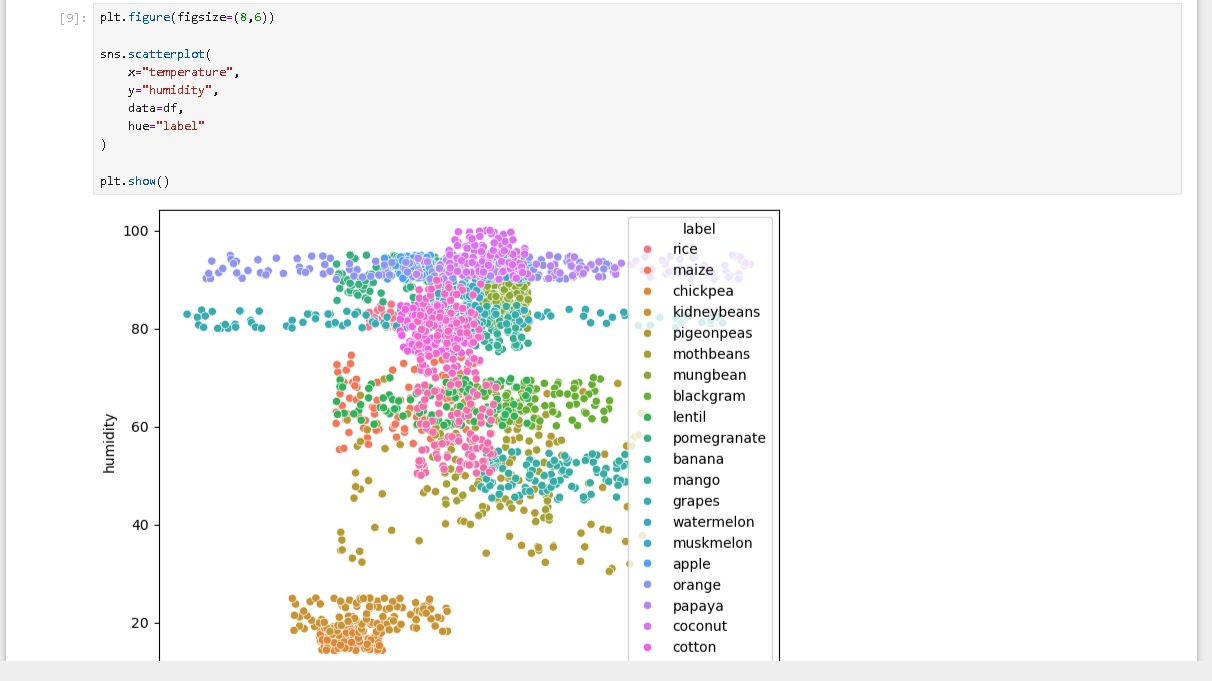 [9]:
plt.figure(figsize=(8,6))
sns.scatterplot(
x="temperature",
y="humidity",
data=df,
hue="label"
)
plt.show()
label
100
rice
maize
chickpea
kidneybeans
80
pigeonpeas
mothbeans
mungbean
blackgram
60
lentil
humidity
pomegranate
banana
mango
grapes
40
watermelon
muskmelon
apple
orange
papaya
20
coconut
cotton